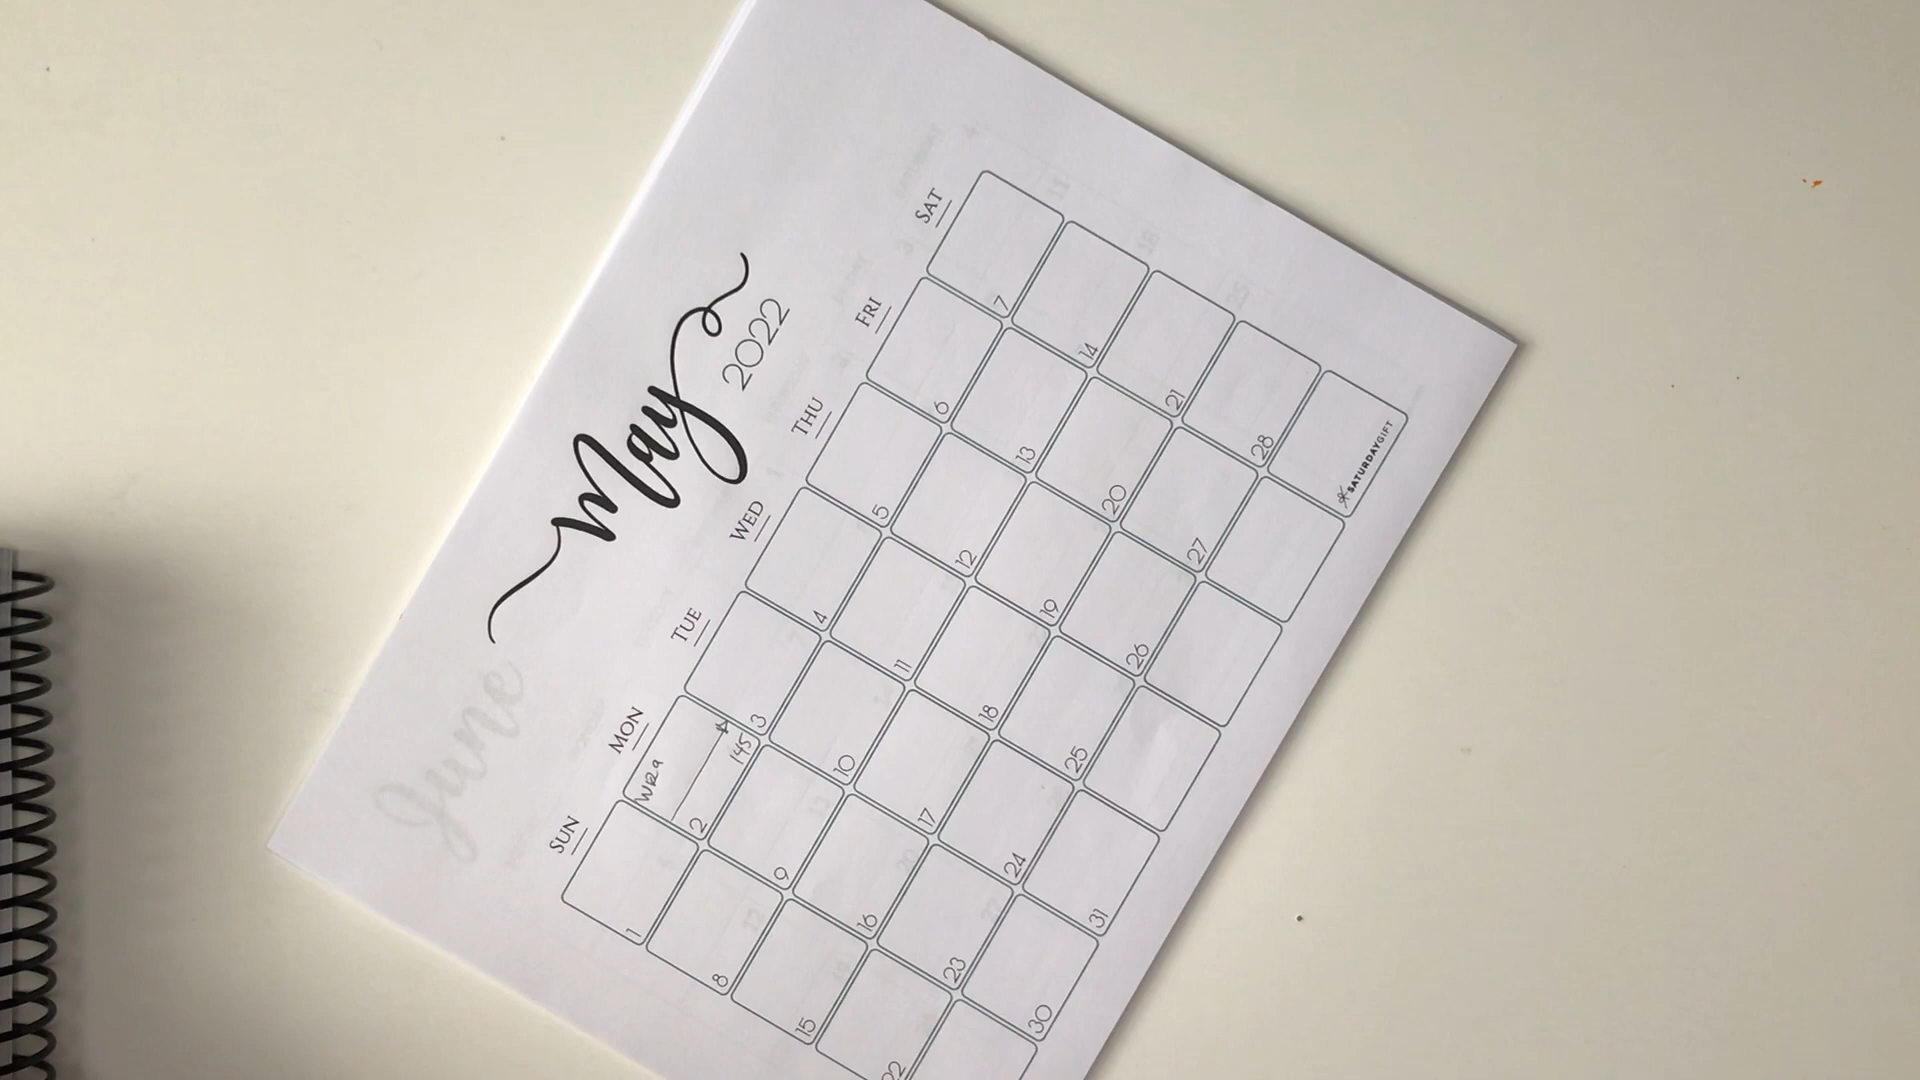 May
2022
SUN MON TUE WED THU FRI SAT
1 2 3 4 5 6 7
145
8 9 10 11 12 13 14
15 16 17 18 19 20 21
22 23 24 25 26 27 28
30 31
SATURDAYGIFT
June